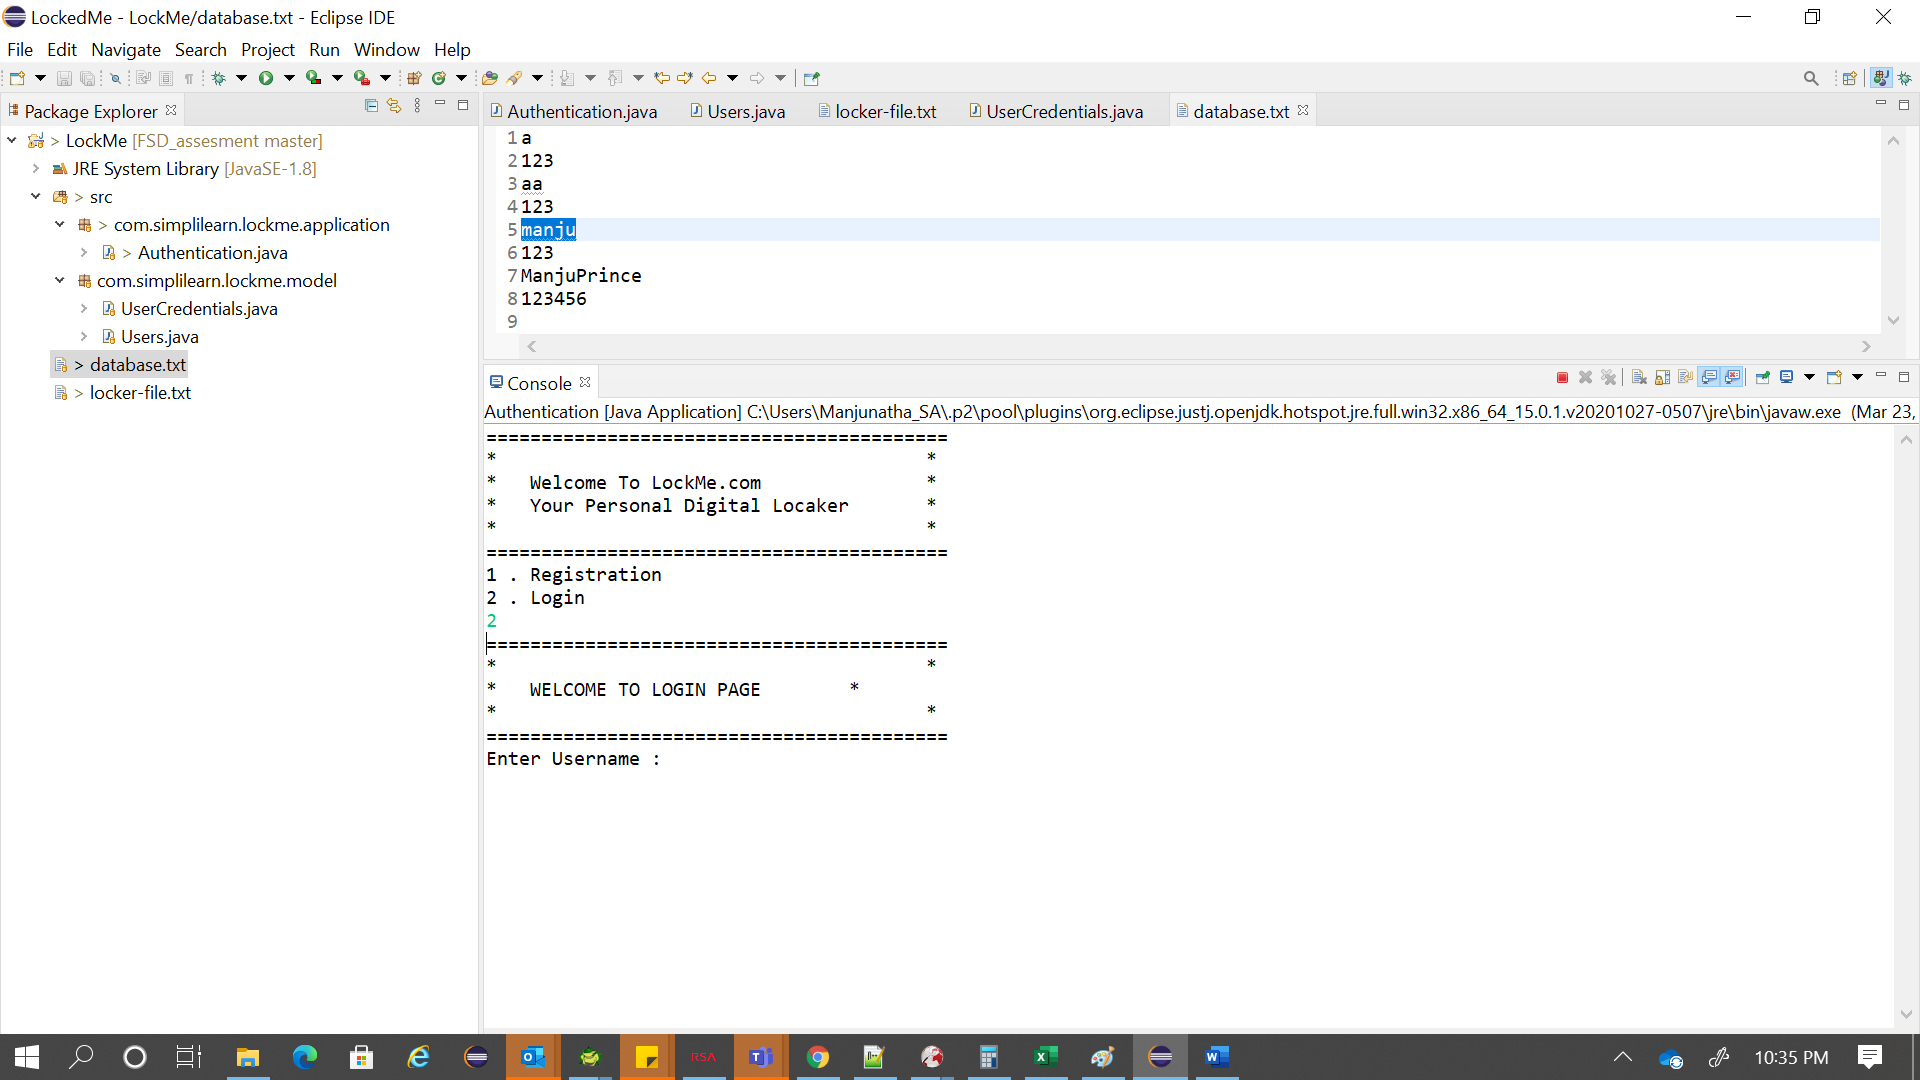 LockedMe - LockMe/database.txt - Eclipse IDE
File Edit Navigate Search Project Run Window Help
Package Explorer
> LockMe [FSD_assesment master]
JRE System Library [JavaSE-1.8]
> src
> com.simplilearn.lockme.application
> Authentication.java
com.simplilearn.lockme.model
UserCredentials.java
Users.java
> database.txt
> locker-file.txt
Authentication.java Users.java locker-file.txt UserCredentials.java database.txt
1 a
2 123
3 aa
4 123
5 manju
6 123
7 ManjuPrince
8 123456
9
Console
Authentication [Java Application] C:\Users\Manjunatha_SA\.p2\pool\plugins\org.eclipse.justj.openjdk.hotspot.jre.full.win32.x86_64_15.0.1.v20201027-0507\jre\bin\javaw.exe (Mar 23,
==========================================
* *
* Welcome To LockMe.com *
* Your Personal Digital Locaker *
* *
==========================================
1 . Registration
2 . Login
2
==========================================
* *
* WELCOME TO LOGIN PAGE *
* *
==========================================
Enter Username :
RSA
10:35 PM